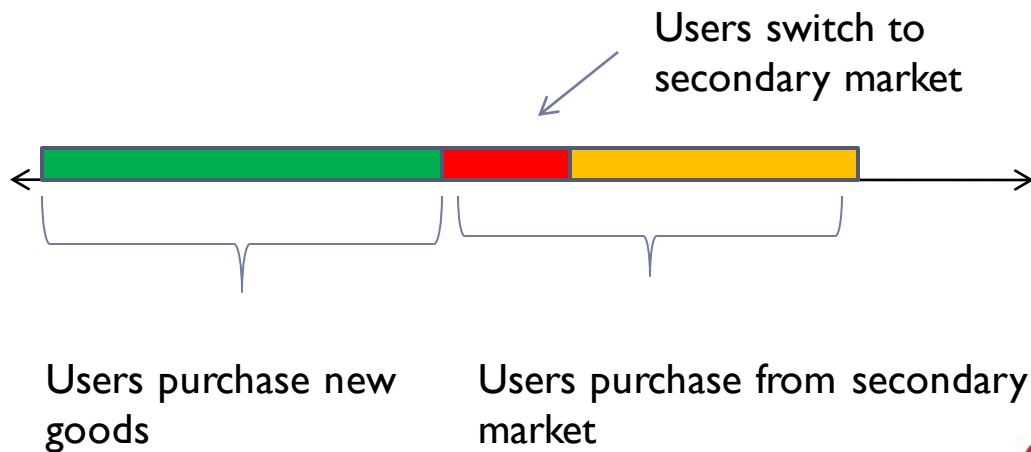 Users switch to
secondary market
Users purchase new
goods
Users purchase from secondary
market